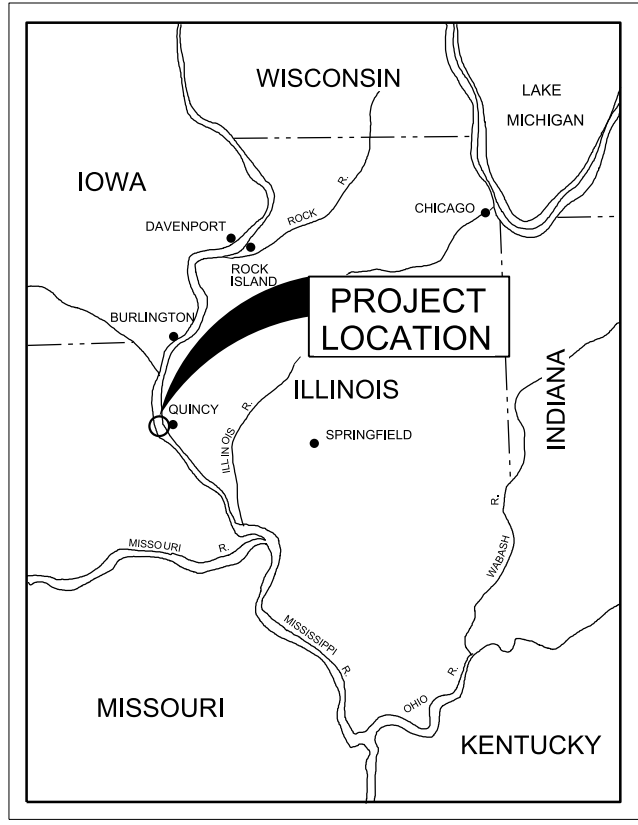 WISCONSIN
LAKE
MICHIGAN
IOWA
ROCK R.
CHICAGO
DAVENPORT
ROCK
ISLAND
PROJECT
LOCATION
BURLINGTON
INDIANA
ILLINOIS
QUINCY
ILLINOIS R.
SPRINGFIELD
WABASH R.
MISSOURI R.
MISSISSIPPI R.
OHIO R.
MISSOURI
KENTUCKY